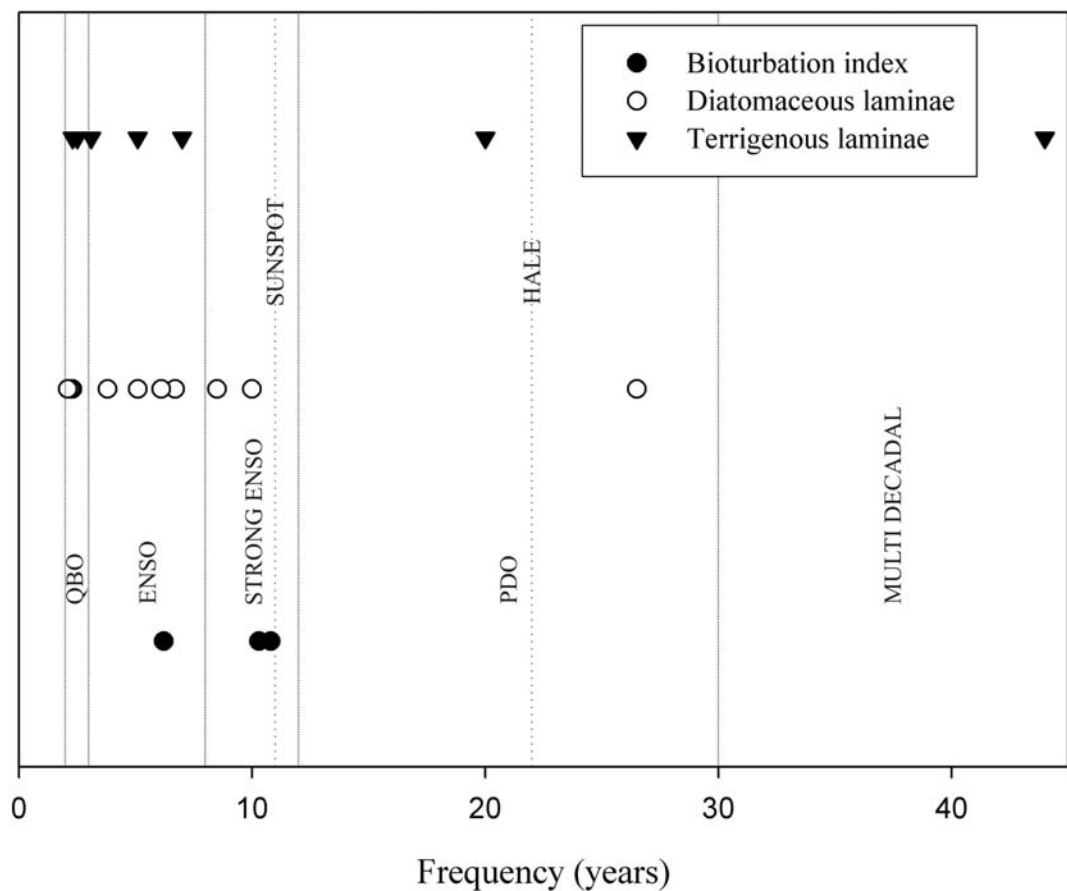 Bioturbation index
Diatomaceous laminae
Terrigenous laminae
SUNSPOT
HALE
QBO
ENSO
STRONG ENSO
PDO
MULTI DECADAL
0
10
20
30
40
Frequency (years)